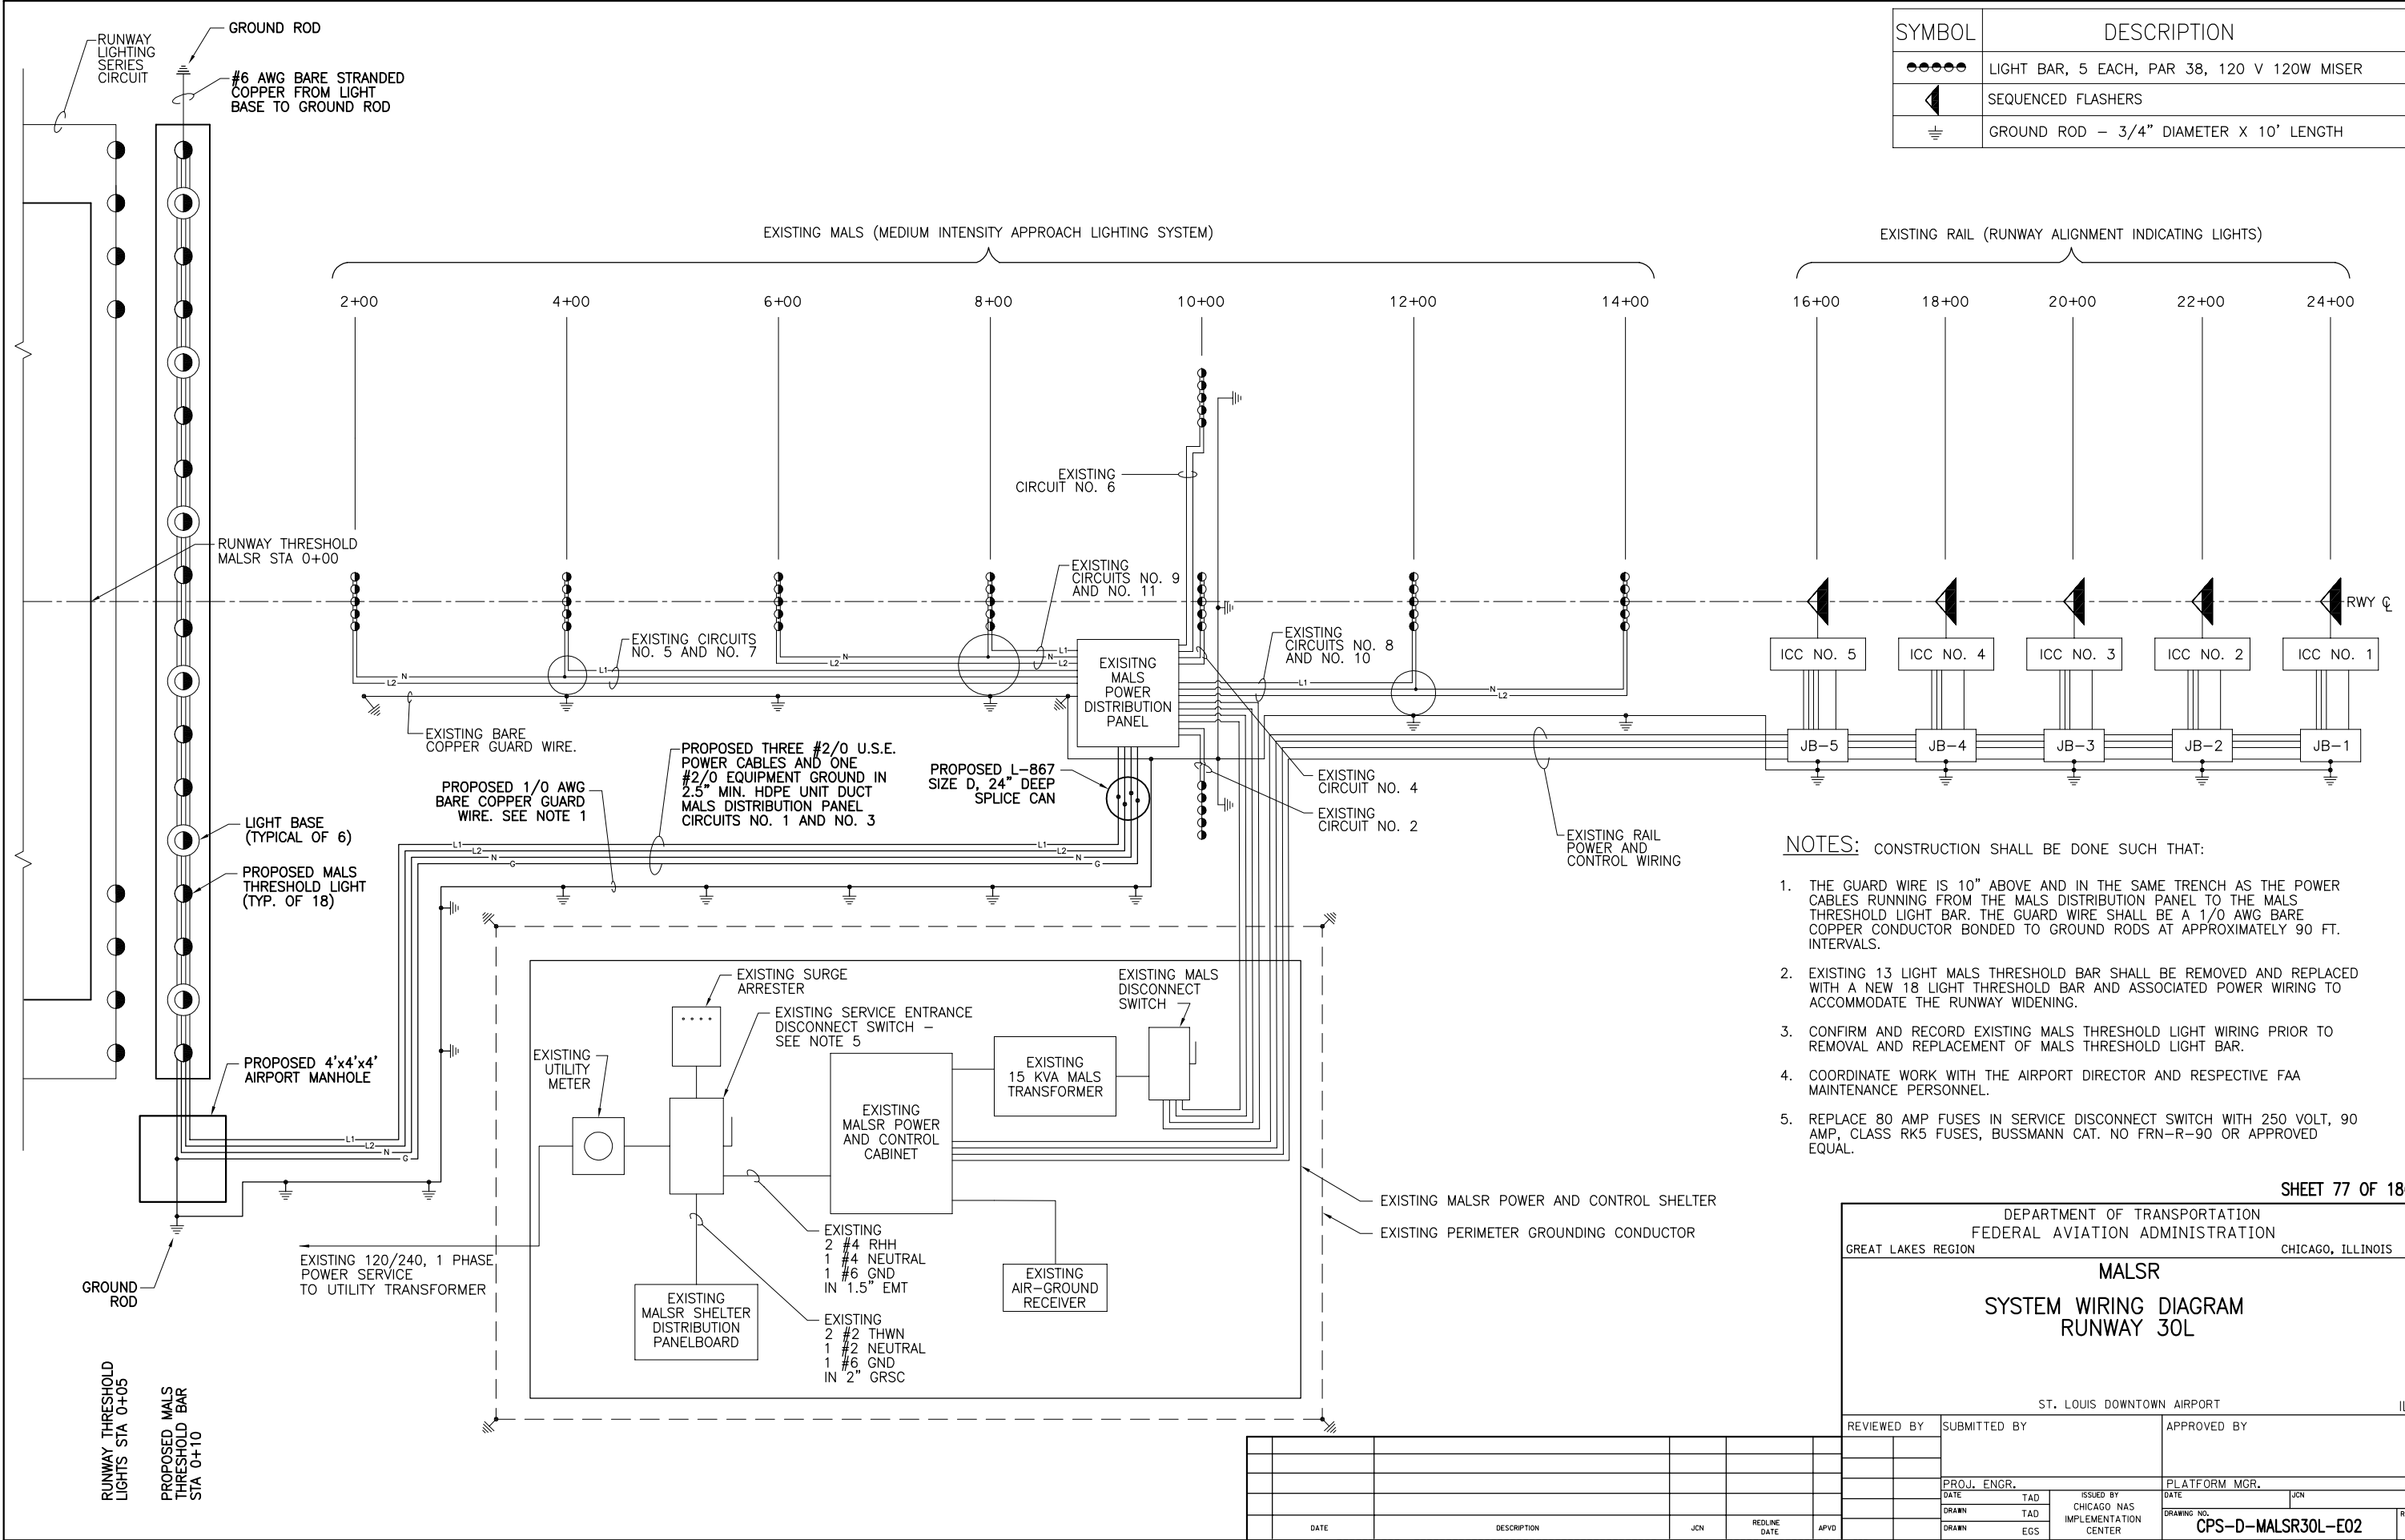 GROUND ROD
RUNWAY
LIGHTING
SERIES
CIRCUIT
#6 AWG BARE STRANDED
COPPER FROM LIGHT
BASE TO GROUND ROD
SYMBOL DESCRIPTION
LIGHT BAR, 5 EACH, PAR 38, 120 V 120W MISER
SEQUENCED FLASHERS
GROUND ROD – 3/4" DIAMETER X 10' LENGTH
EXISTING MALS (MEDIUM INTENSITY APPROACH LIGHTING SYSTEM)
EXISTING RAIL (RUNWAY ALIGNMENT INDICATING LIGHTS)
2+00 4+00 6+00 8+00 10+00 12+00 14+00 16+00 18+00 20+00 22+00 24+00
EXISTING
CIRCUIT NO. 6
RUNWAY THRESHOLD
MALSR STA 0+00
EXISTING
CIRCUITS NO. 9
AND NO. 11
RWY ℄
EXISTING CIRCUITS
NO. 5 AND NO. 7
EXISTING
CIRCUITS NO. 8
AND NO. 10
L1
N
L2
N
L2
L1
N
L2
L1
L1
N
L2
EXISITNG
MALS
POWER
DISTRIBUTION
PANEL
ICC NO. 5 ICC NO. 4 ICC NO. 3 ICC NO. 2 ICC NO. 1
JB-5 JB-4 JB-3 JB-2 JB-1
EXISTING BARE
COPPER GUARD WIRE.
PROPOSED THREE #2/0 U.S.E.
POWER CABLES AND ONE
#2/0 EQUIPMENT GROUND IN
2.5" MIN. HDPE UNIT DUCT
MALS DISTRIBUTION PANEL
CIRCUITS NO. 1 AND NO. 3
PROPOSED 1/0 AWG
BARE COPPER GUARD
WIRE. SEE NOTE 1
PROPOSED L-867
SIZE D, 24" DEEP
SPLICE CAN
EXISTING
CIRCUIT NO. 4
EXISTING
CIRCUIT NO. 2
EXISTING RAIL
POWER AND
CONTROL WIRING
LIGHT BASE
(TYPICAL OF 6)
PROPOSED MALS
THRESHOLD LIGHT
(TYP. OF 18)
L1 L1
L2 L2
N N
G G
NOTES: CONSTRUCTION SHALL BE DONE SUCH THAT:
1. THE GUARD WIRE IS 10" ABOVE AND IN THE SAME TRENCH AS THE POWER
CABLES RUNNING FROM THE MALS DISTRIBUTION PANEL TO THE MALS
THRESHOLD LIGHT BAR. THE GUARD WIRE SHALL BE A 1/0 AWG BARE
COPPER CONDUCTOR BONDED TO GROUND RODS AT APPROXIMATELY 90 FT.
INTERVALS.
2. EXISTING 13 LIGHT MALS THRESHOLD BAR SHALL BE REMOVED AND REPLACED
WITH A NEW 18 LIGHT THRESHOLD BAR AND ASSOCIATED POWER WIRING TO
ACCOMMODATE THE RUNWAY WIDENING.
3. CONFIRM AND RECORD EXISTING MALS THRESHOLD LIGHT WIRING PRIOR TO
REMOVAL AND REPLACEMENT OF MALS THRESHOLD LIGHT BAR.
4. COORDINATE WORK WITH THE AIRPORT DIRECTOR AND RESPECTIVE FAA
MAINTENANCE PERSONNEL.
5. REPLACE 80 AMP FUSES IN SERVICE DISCONNECT SWITCH WITH 250 VOLT, 90
AMP, CLASS RK5 FUSES, BUSSMANN CAT. NO FRN-R-90 OR APPROVED
EQUAL.
PROPOSED 4'x4'x4'
AIRPORT MANHOLE
L1
L2
N
G
GROUND
ROD
EXISTING SURGE
ARRESTER
EXISTING SERVICE ENTRANCE
DISCONNECT SWITCH –
SEE NOTE 5
EXISTING MALS
DISCONNECT
SWITCH
EXISTING
UTILITY
METER
EXISTING
15 KVA MALS
TRANSFORMER
EXISTING
MALSR POWER
AND CONTROL
CABINET
EXISTING MALSR POWER AND CONTROL SHELTER
EXISTING PERIMETER GROUNDING CONDUCTOR
EXISTING 120/240, 1 PHASE
POWER SERVICE
TO UTILITY TRANSFORMER
EXISTING
2 #4 RHH
1 #4 NEUTRAL
1 #6 GND
IN 1.5" EMT
EXISTING
AIR-GROUND
RECEIVER
EXISTING
MALSR SHELTER
DISTRIBUTION
PANELBOARD
EXISTING
2 #2 THWN
1 #2 NEUTRAL
1 #6 GND
IN 2" GRSC
RUNWAY THRESHOLD
LIGHTS STA 0+05
PROPOSED MALS
THRESHOLD BAR
STA 0+10
SHEET 77 OF 18
DEPARTMENT OF TRANSPORTATION
FEDERAL AVIATION ADMINISTRATION
GREAT LAKES REGION CHICAGO, ILLINOIS
MALSR
SYSTEM WIRING DIAGRAM
RUNWAY 30L
ST. LOUIS DOWNTOWN AIRPORT
REVIEWED BY SUBMITTED BY APPROVED BY
PROJ. ENGR. PLATFORM MGR.
DATE TAD
DRAWN TAD
DRAWN EGS
ISSUED BY
CHICAGO NAS
IMPLEMENTATION
CENTER
DATE JCN
DRAWING NO.
CPS-D-MALSR30L-E02
DATE DESCRIPTION JCN REDLINE DATE APVD